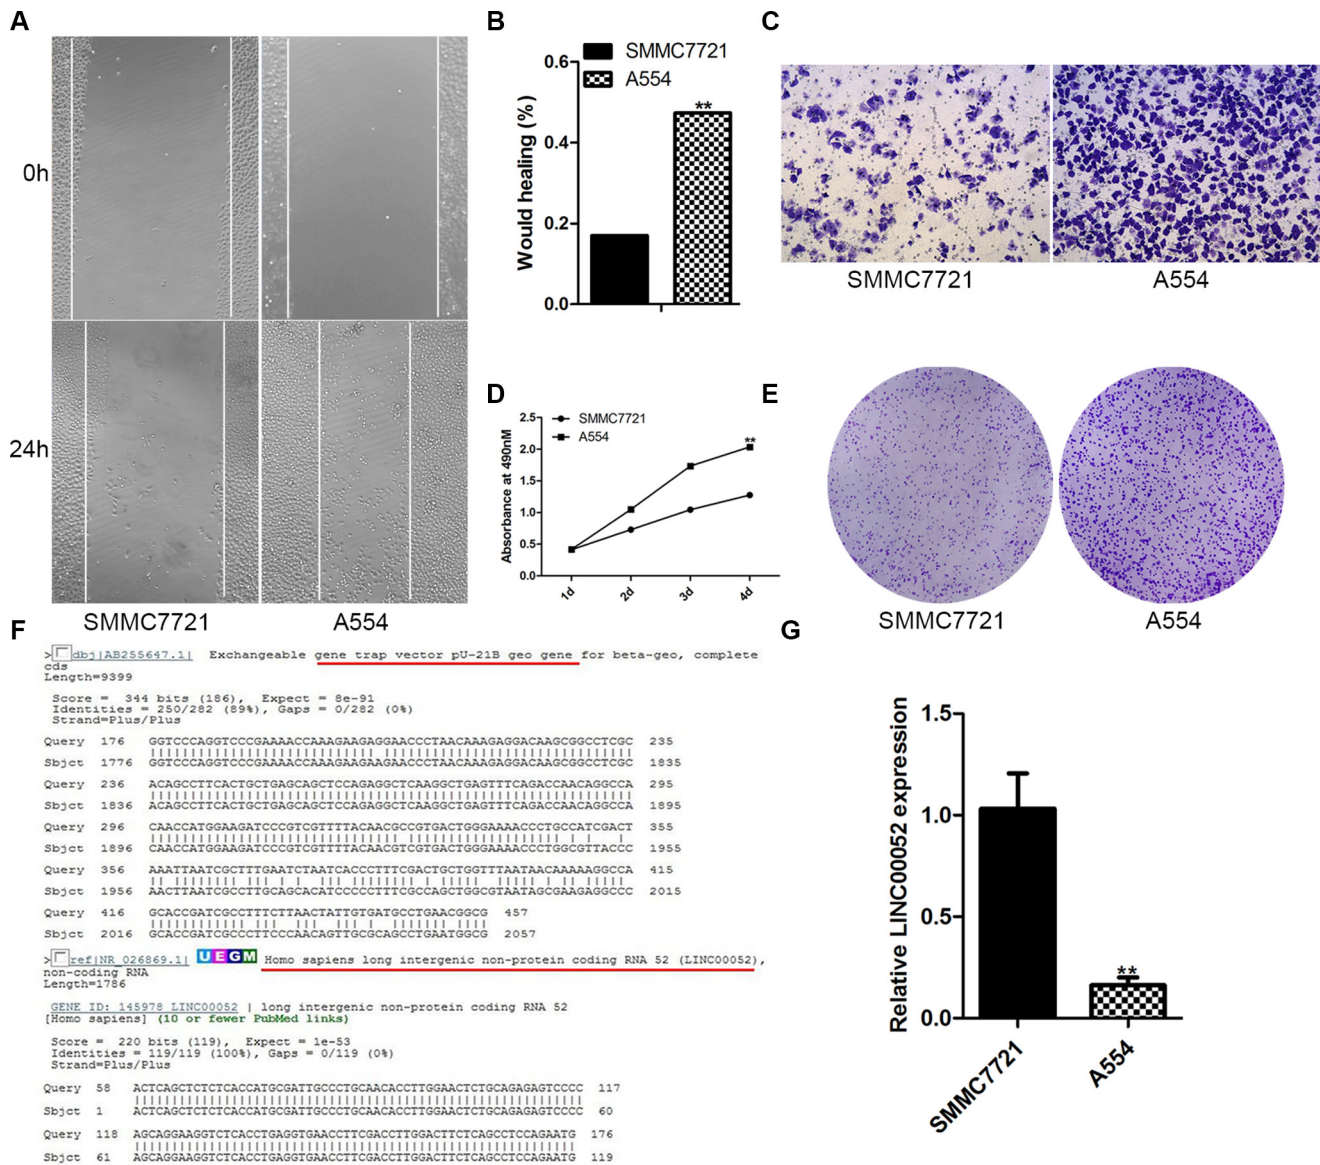 A
0h
24h
SMMC7721
A554
B
SMMC7721
A554
Would healing (%)
0.6
0.4
0.2
0.0
**
C
SMMC7721
A554
D
SMMC7721
A554
Absorbance at 490nM
2.5
2.0
1.5
1.0
0.5
0.0
**
1d
2d
3d
4d
E
SMMC7721
A554
F
>dbj|AB255647.1| Exchangeable gene trap vector pU-21B geo gene for beta-geo, complete
cds
Length=9399
Score = 344 bits (186), Expect = 8e-91
Identities = 250/282 (89%), Gaps = 0/282 (0%)
Strand=Plus/Plus
Query 176 GGTCCCAGGTCCCGAAAACCAAAGAAGAGGAACCCTAACAAAGAGGACAAGCGGCCTCGC 235
Sbjct 1776 GGTCCCAGGTCCCGAAAACCAAAGAAGAAGAACCCTAACAAAGAGGACAAGCGGCCTCGC 1835
Query 236 ACAGCCTTCACTGCTGAGCAGCTCCAGAGGCTCAAGGCTGAGTTTCAGACCAACAGGCCA 295
Sbjct 1836 ACAGCCTTCACTGCTGAGCAGCTCCAGAGGCTCAAGGCTGAGTTTCAGACCAACAGGCCA 1895
Query 296 CAACCATGGAAGATCCCGTCGTTTTACAACGCCGTGACTGGGAAAACCCTGCCATCGACT 355
Sbjct 1896 CAACCATGGAAGATCCCGTCGTTTTACAACGTCGTGACTGGGAAAACCCTGGCGTTACCC 1955
Query 356 AAATTAATCGCTTTGAATCTAATCACCCTTTCGACTGCTGGTTTAATAACAAAAAGGCCA 415
Sbjct 1956 AACTTAATCGCCTTGCAGCACATCCCCCTTTCGCCAGCTGGCGTAATAGCGAAGAGGCCC 2015
Query 416 GCACCGATCGCCTTTCTTAACTATTGTGATGCCTGAACGGCG 457
Sbjct 2016 GCACCGATCGCCCTTCCCAACAGTTGCGCAGCCTGAATGGCG 2057
>ref|NR_026869.1| UEGM Homo sapiens long intergenic non-protein coding RNA 52 (LINC00052),
non-coding RNA
Length=1786
GENE ID: 145978 LINC00052 | long intergenic non-protein coding RNA 52
[Homo sapiens] (10 or fewer PubMed links)
Score = 220 bits (119), Expect = 1e-53
Identities = 119/119 (100%), Gaps = 0/119 (0%)
Strand=Plus/Plus
Query 58 ACTCAGCTCTCTCACCATGCGATTGCCCTGCAACACCTTGGAACTCTGCAGAGAGTCCCC 117
Sbjct 1 ACTCAGCTCTCTCACCATGCGATTGCCCTGCAACACCTTGGAACTCTGCAGAGAGTCCCC 60
Query 118 AGCAGGAAGGTCTCACCTGAGGTGAACCTTCGACCTTGGACTTCTCAGCCTCCAGAATG 176
Sbjct 61 AGCAGGAAGGTCTCACCTGAGGTGAACCTTCGACCTTGGACTTCTCAGCCTCCAGAATG 119
G
Relative LINC00052 expression
1.5
1.0
0.5
0.0
**
SMMC7721
A554